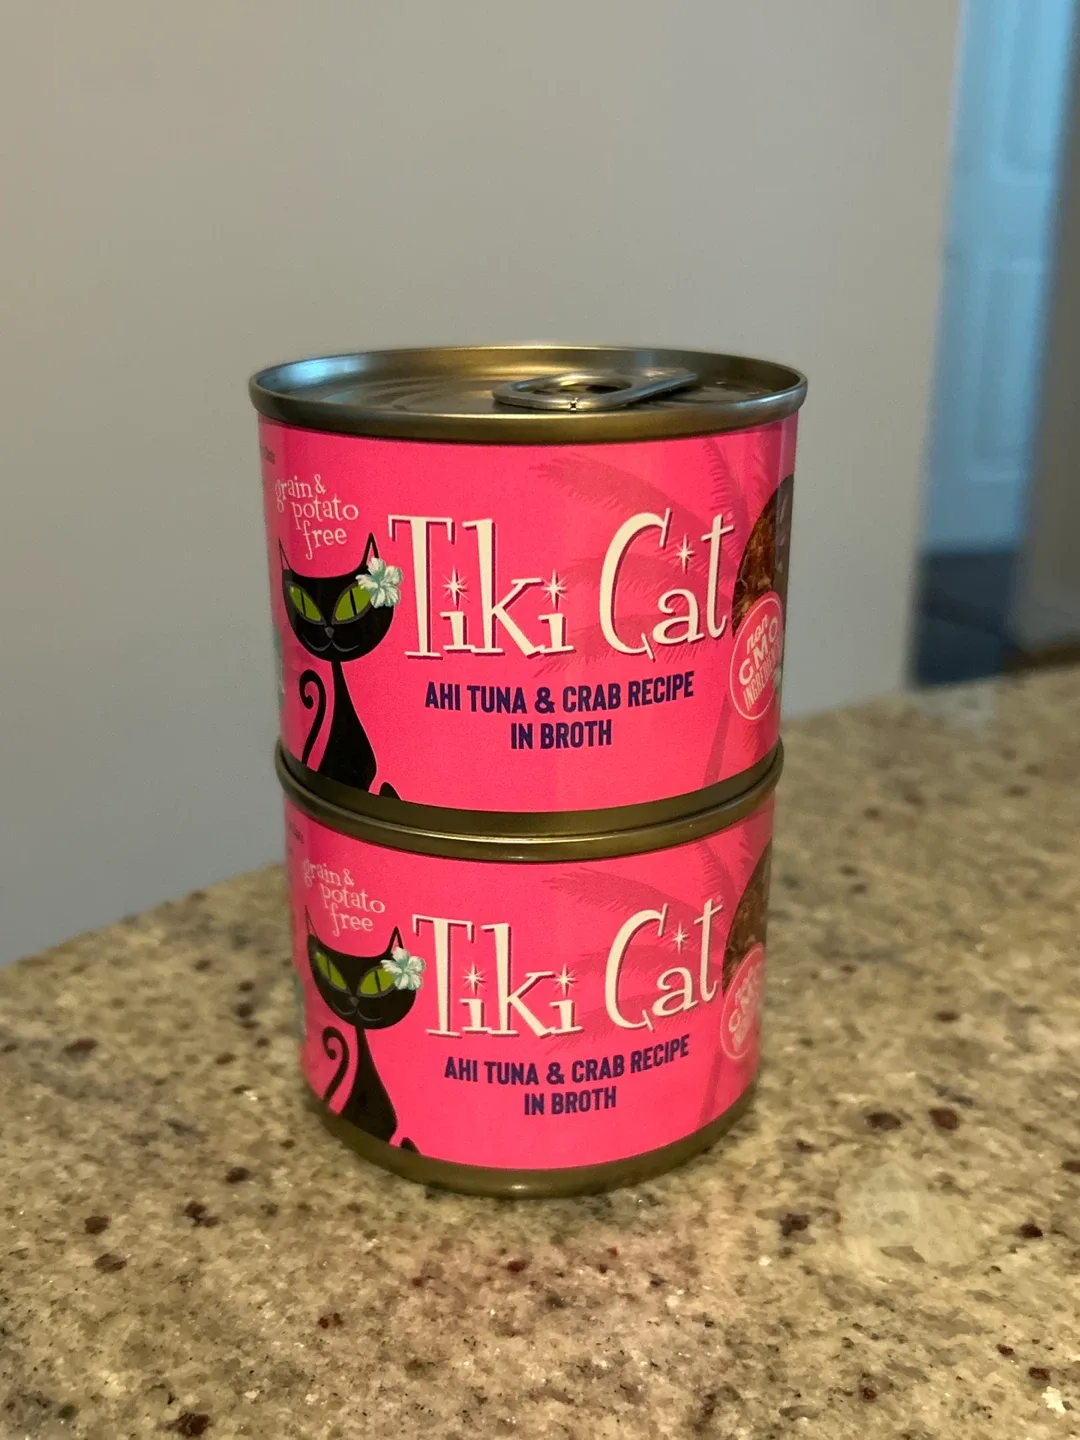 grain &
potato
free
Tiki Cat
AHI TUNA & CRAB RECIPE
IN BROTH
non
GMO
grain &
potato
free
Tiki Cat
AHI TUNA & CRAB RECIPE
IN BROTH